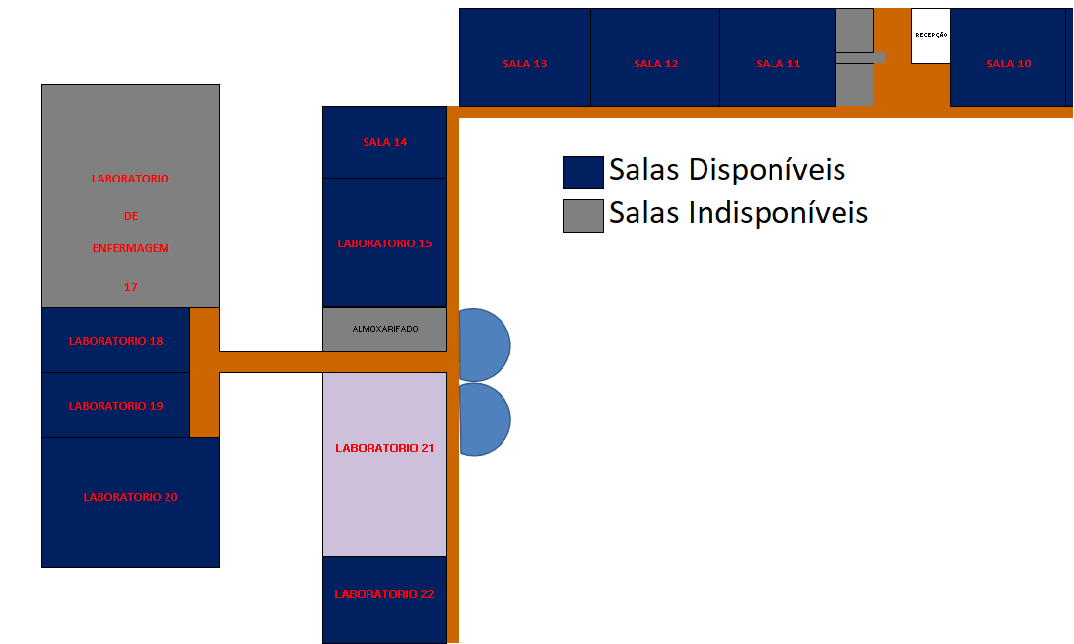 RECEPÇÃO
SALA 13
SALA 12
SALA 11
SALA 10
SALA 14
Salas Disponíveis
Salas Indisponíveis
LABORATORIO
DE
ENFERMAGEM
17
LABORATORIO 15
ALMOXARIFADO
LABORATORIO 18
LABORATORIO 19
LABORATORIO 21
LABORATORIO 20
LABORATORIO 22